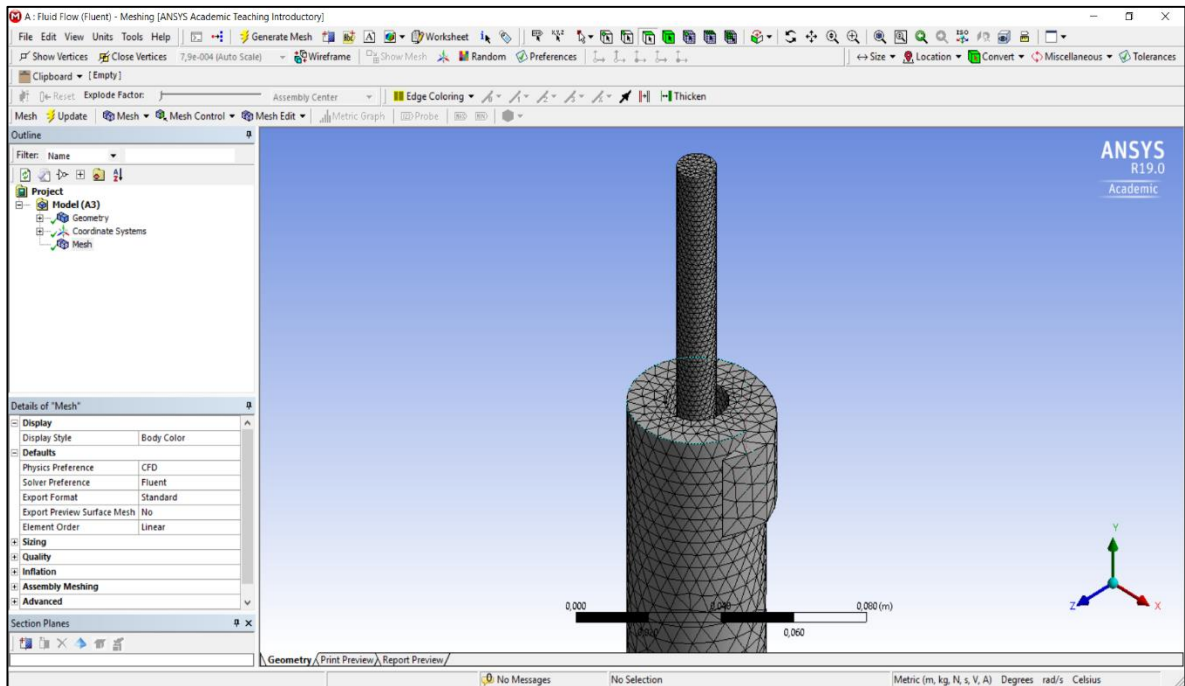 A : Fluid Flow (Fluent) - Meshing [ANSYS Academic Teaching Introductory]
File Edit View Units Tools Help Generate Mesh A Worksheet
Show Vertices Close Vertices 7,9e-004 (Auto Scale) Wireframe Show Mesh Random Preferences Size Location Convert Miscellaneous Tolerances
Clipboard [Empty]
Reset Explode Factor: Assembly Center Edge Coloring Thicken
Mesh Update Mesh Mesh Control Mesh Edit Metric Graph Probe
Outline
Filter: Name
Project
Model (A3)
Geometry
Coordinate Systems
Mesh
Details of "Mesh"
Display
Display Style Body Color
Defaults
Physics Preference CFD
Solver Preference Fluent
Export Format Standard
Export Preview Surface Mesh No
Element Order Linear
Sizing
Quality
Inflation
Assembly Meshing
Advanced
Section Planes
ANSYS
R19.0
Academic
Y
Z X
0,000 0,040 0,080 (m)
0,020 0,060
Geometry Print Preview Report Preview
0 No Messages No Selection Metric (m, kg, N, s, V, A) Degrees rad/s Celsius